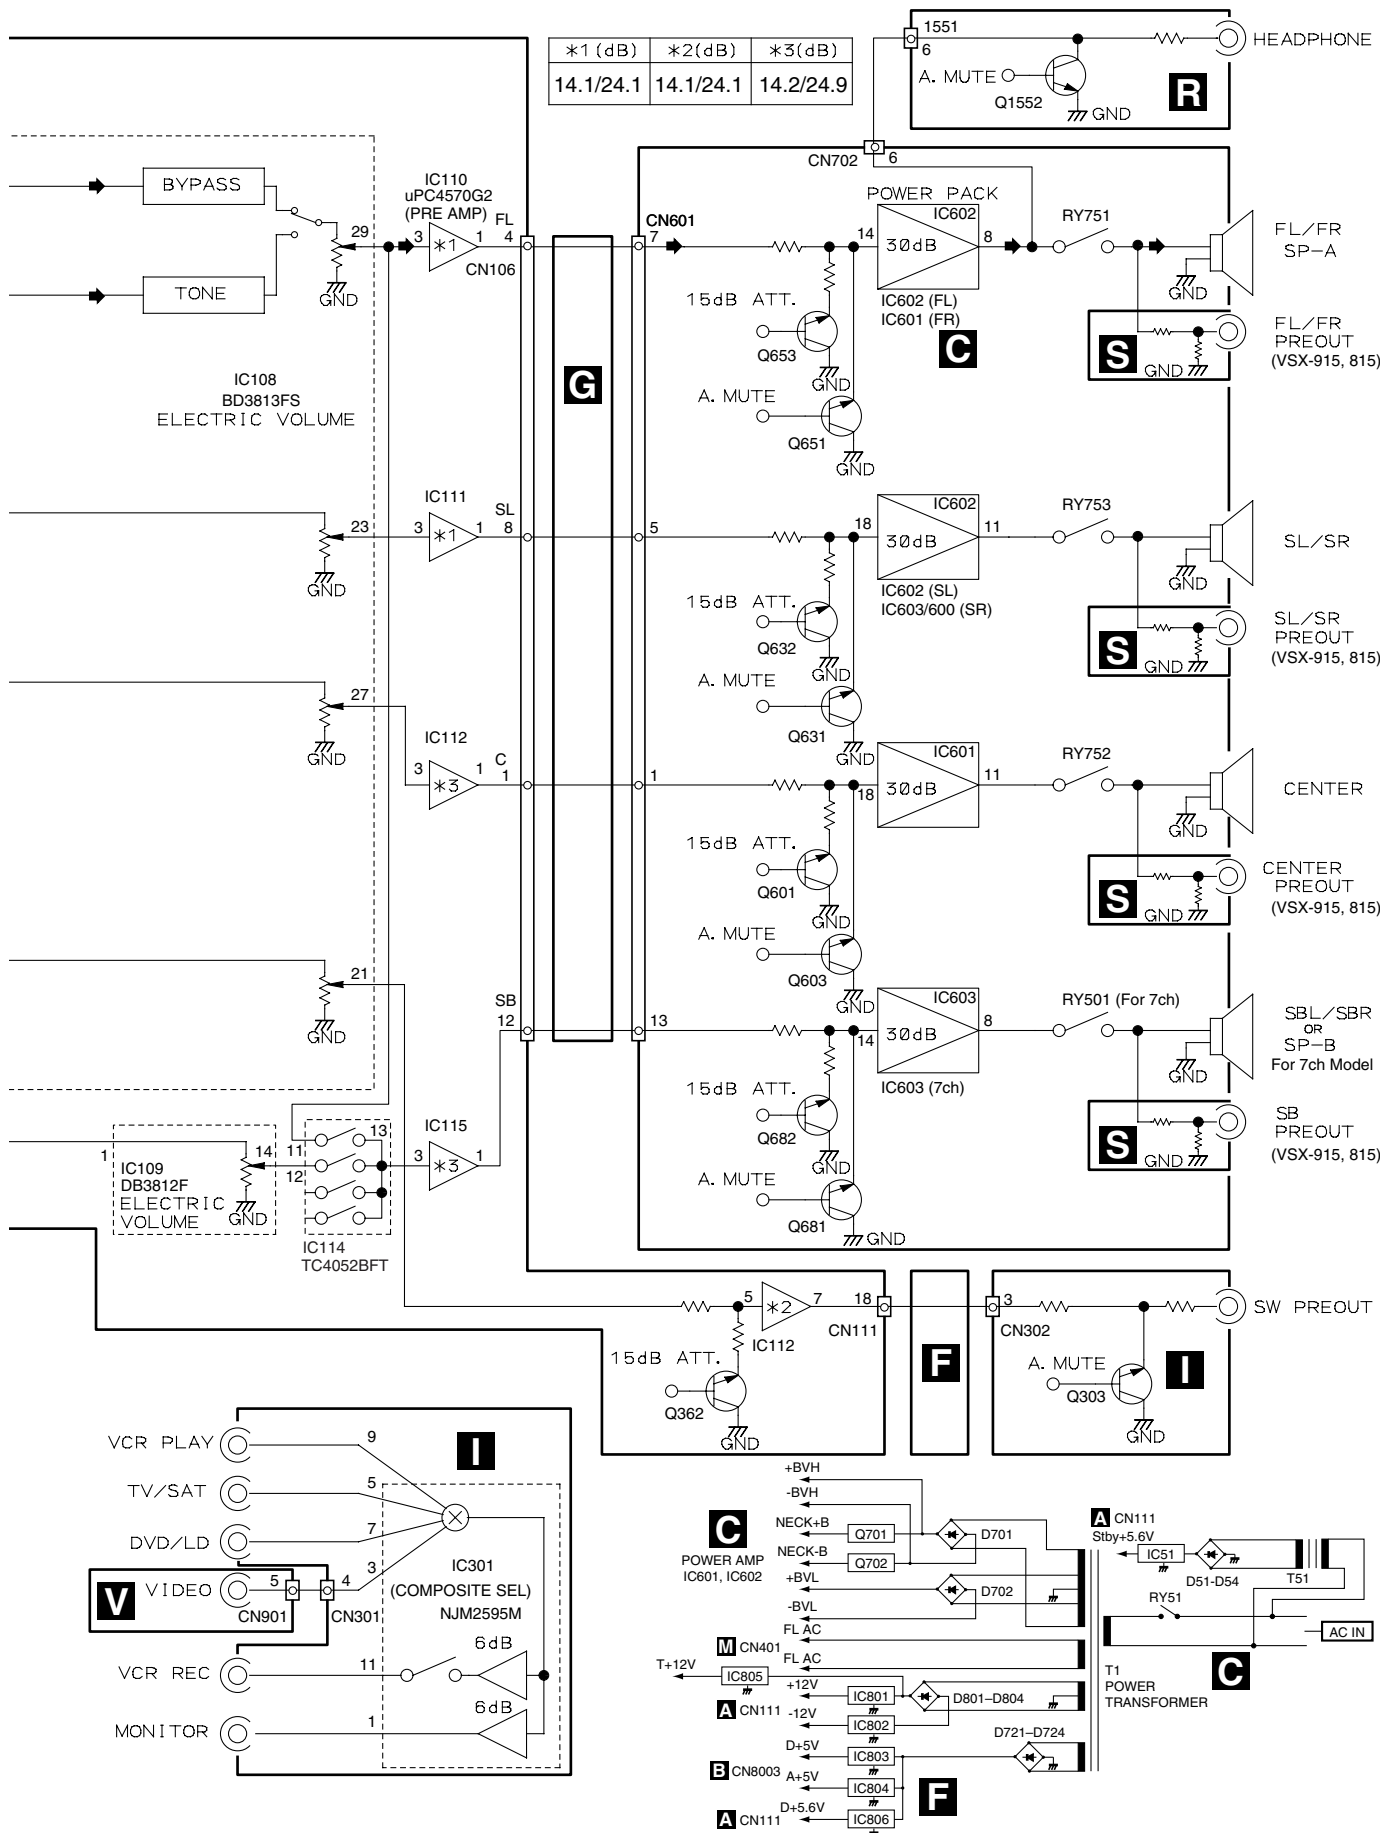 *1(dB) *2(dB) *3(dB)
14.1/24.1 14.1/24.1 14.2/24.9
1551
6
HEADPHONE
A. MUTE
Q1552
GND
R
CN702
6
BYPASS
TONE
29
GND
IC110
uPC4570G2
(PRE AMP)
3
*1
1
FL
4
CN106
CN601
7
POWER PACK
14
IC602
30dB
8
IC602 (FL)
IC601 (FR)
C
RY751
GND
FL/FR
SP-A
15dB ATT.
Q653
GND
A. MUTE
Q651
GND
S
GND
FL/FR
PREOUT
(VSX-915, 815)
G
IC108
BD3813FS
ELECTRIC VOLUME
23
GND
IC111
3
*1
1
SL
8
5
18
IC602
30dB
11
IC602 (SL)
IC603/600 (SR)
RY753
GND
SL/SR
15dB ATT.
Q632
GND
A. MUTE
Q631
GND
S
GND
SL/SR
PREOUT
(VSX-915, 815)
27
GND
IC112
3
*3
1
C
1
1
18
IC601
30dB
11
RY752
GND
CENTER
15dB ATT.
Q601
GND
A. MUTE
Q603
GND
S
GND
CENTER
PREOUT
(VSX-915, 815)
21
GND
SB
12
13
14
IC603
30dB
8
IC603 (7ch)
RY501 (For 7ch)
GND
SBL/SBR
OR
SP-B
For 7ch Model
15dB ATT.
Q682
GND
A. MUTE
Q681
GND
S
GND
SB
PREOUT
(VSX-915, 815)
1
IC109
DB3812F
ELECTRIC
VOLUME
14
GND
11
12
13
IC114
TC4052BFT
IC115
3
*3
1
5
*2
7
IC112
18
CN111
15dB ATT.
Q362
GND
F
3
CN302
A. MUTE
Q303
GND
I
SW PREOUT
VCR PLAY
9
I
TV/SAT
5
DVD/LD
7
V
VIDEO
5
4
3
CN901
CN301
IC301
(COMPOSITE SEL)
NJM2595M
VCR REC
11
6dB
MONITOR
1
6dB
+BVH
-BVH
C
POWER AMP
IC601, IC602
NECK+B
Q701
NECK-B
Q702
D701
+BVL
-BVL
D702
FL AC
M CN401
FL AC
T+12V
IC805
+12V
IC801
D801–D804
A CN111
-12V
IC802
D+5V
IC803
D721–D724
B CN8003
A+5V
IC804
F
A CN111
D+5.6V
IC806
A CN111
Stby+5.6V
IC51
D51-D54
T51
RY51
AC IN
C
T1
POWER
TRANSFORMER